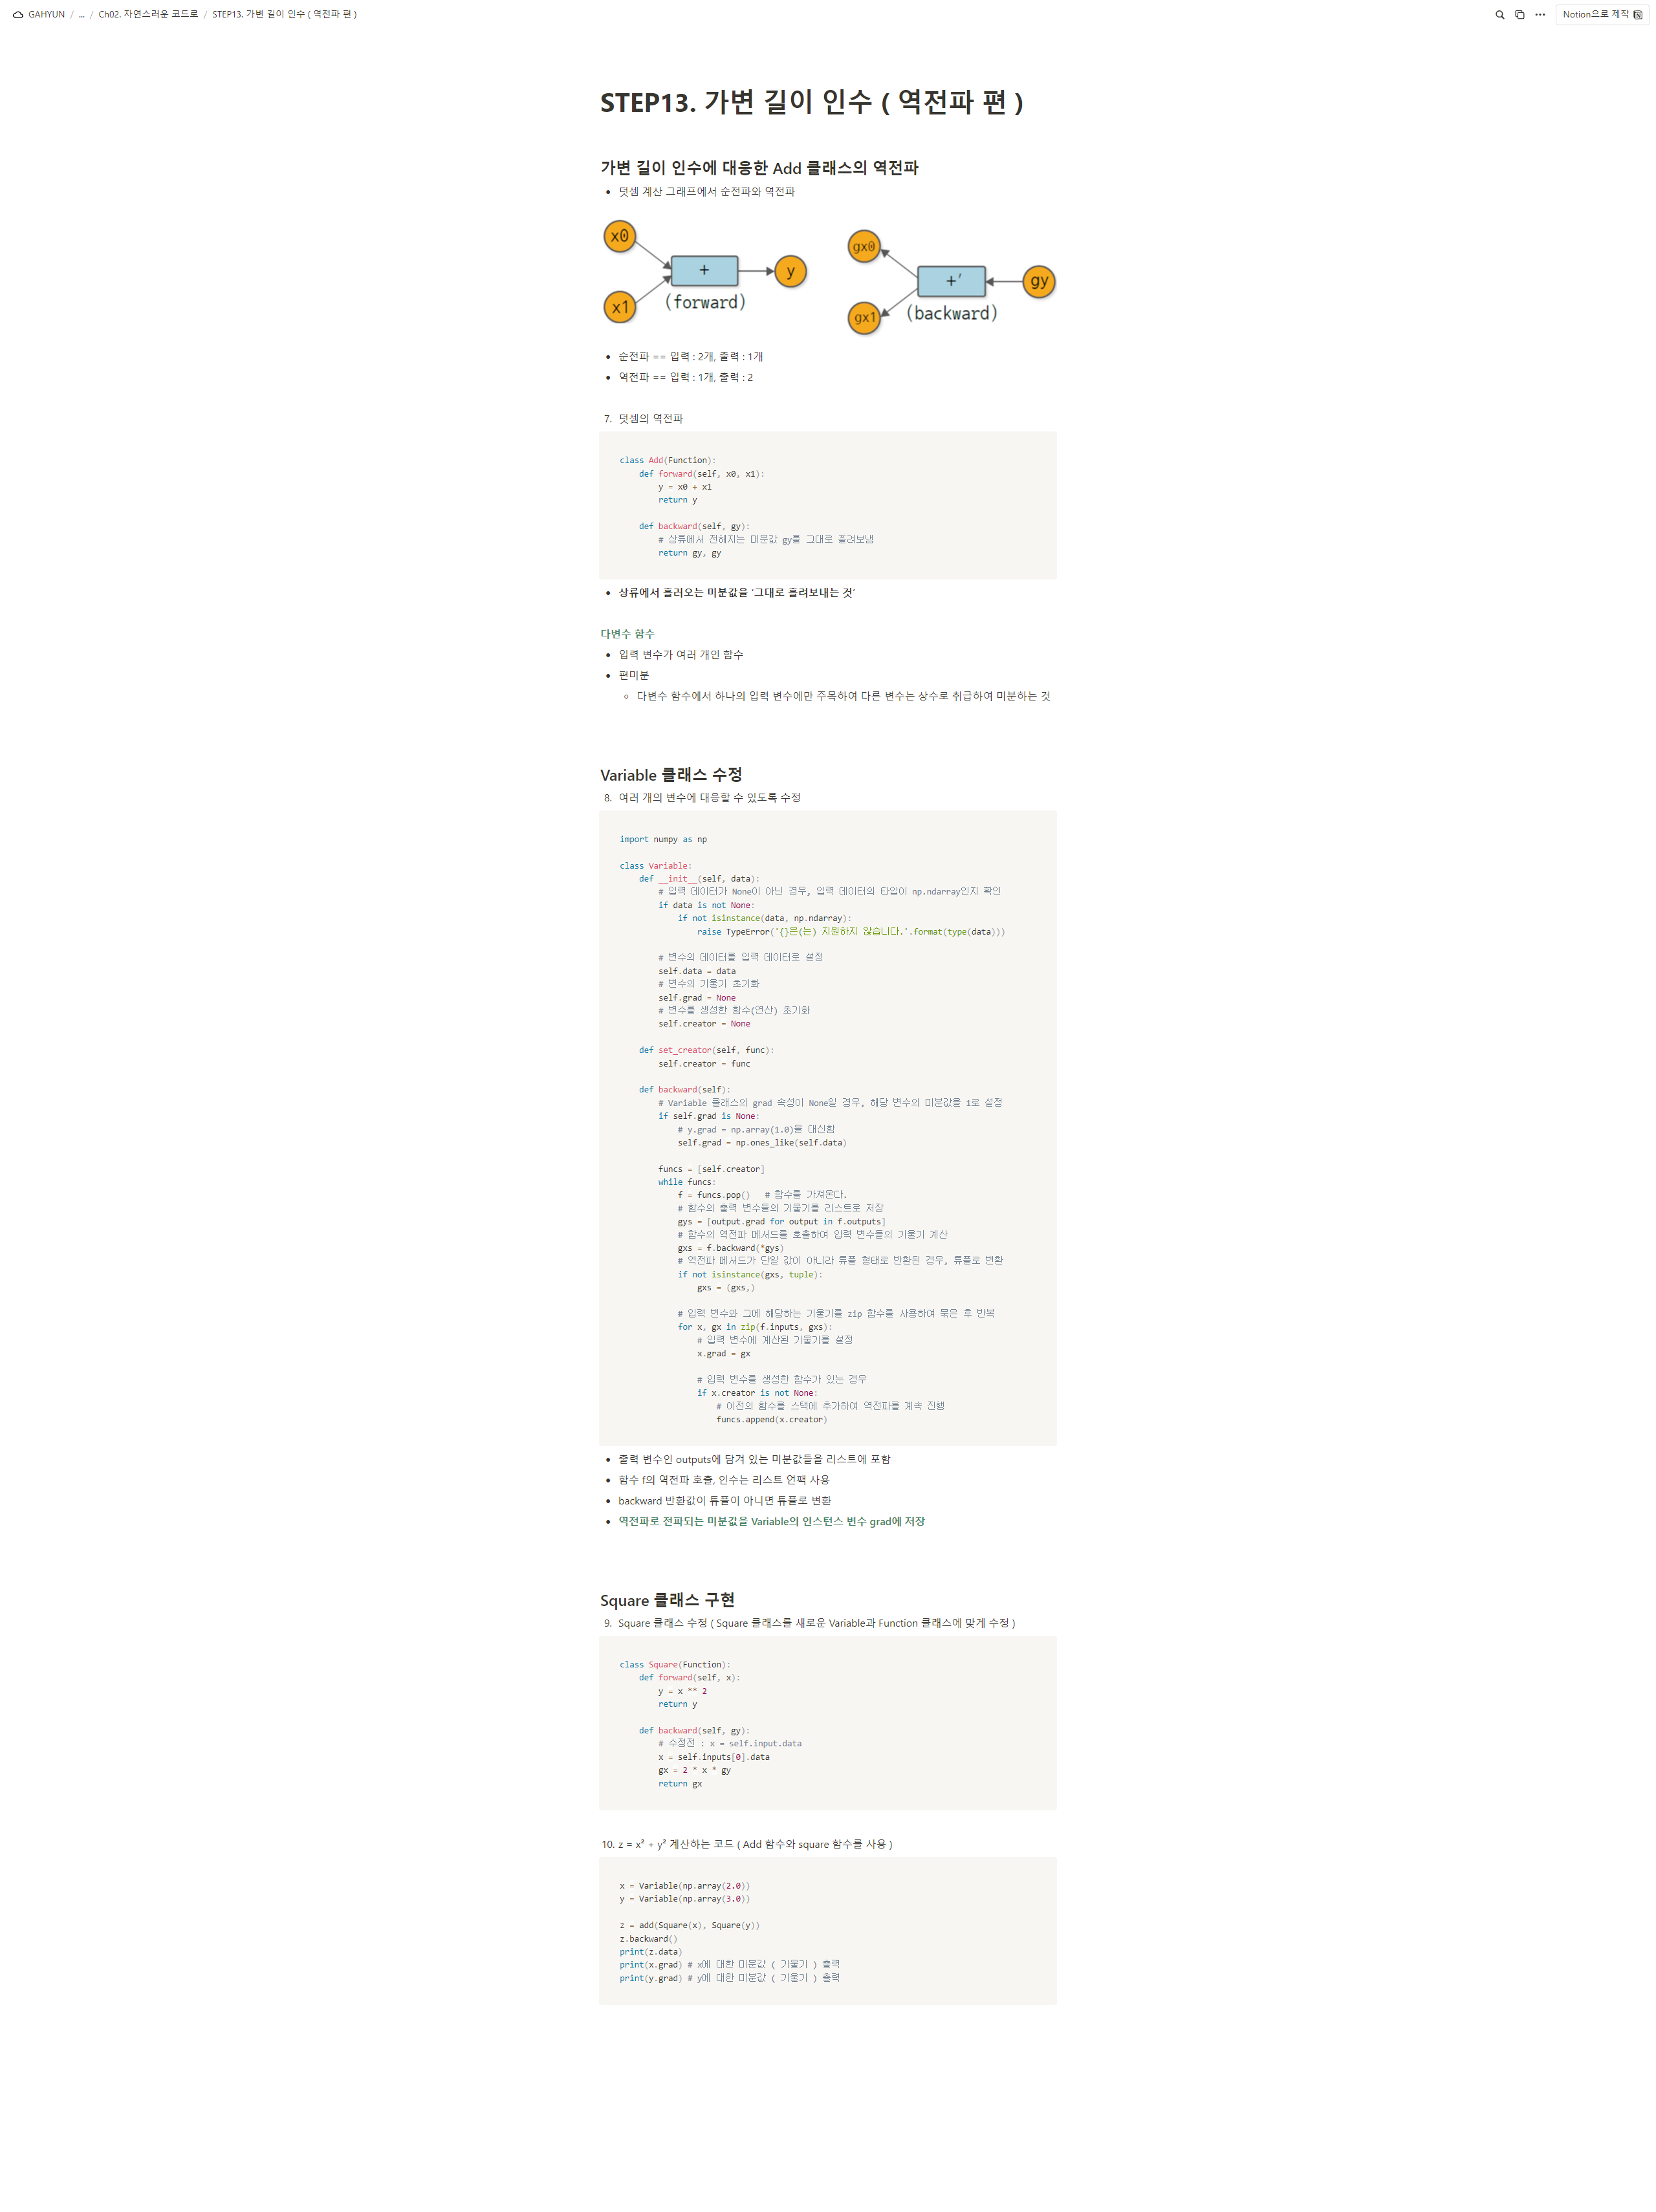 GAHYUN / ... / Ch02. 자연스러운 코드로 / STEP13. 가변 길이 인수 ( 역전파 편 )
Notion으로 제작
STEP13. 가변 길이 인수 ( 역전파 편 )
가변 길이 인수에 대응한 Add 클래스의 역전파
• 덧셈 계산 그래프에서 순전파와 역전파
x0
x1
+
y
(forward)
gx0
gx1
+′
gy
(backward)
• 순전파 == 입력 : 2개, 출력 : 1개
• 역전파 == 입력 : 1개, 출력 : 2
7. 덧셈의 역전파
class Add(Function):
    def forward(self, x0, x1):
        y = x0 + x1
        return y
    def backward(self, gy):
        # 상류에서 전해지는 미분값 gy를 그대로 흘려보냄
        return gy, gy
• 상류에서 흘러오는 미분값을 ‘그대로 흘려보내는 것’
다변수 함수
• 입력 변수가 여러 개인 함수
• 편미분
◦ 다변수 함수에서 하나의 입력 변수에만 주목하여 다른 변수는 상수로 취급하여 미분하는 것
Variable 클래스 수정
8. 여러 개의 변수에 대응할 수 있도록 수정
import numpy as np
class Variable:
    def __init__(self, data):
        # 입력 데이터가 None이 아닌 경우, 입력 데이터의 타입이 np.ndarray인지 확인
        if data is not None:
            if not isinstance(data, np.ndarray):
                raise TypeError('{}은(는) 지원하지 않습니다.'.format(type(data)))
        # 변수의 데이터를 입력 데이터로 설정
        self.data = data
        # 변수의 기울기 초기화
        self.grad = None
        # 변수를 생성한 함수(연산) 초기화
        self.creator = None
    def set_creator(self, func):
        self.creator = func
    def backward(self):
        # Variable 클래스의 grad 속성이 None일 경우, 해당 변수의 미분값을 1로 설정
        if self.grad is None:
            # y.grad = np.array(1.0)을 대신함
            self.grad = np.ones_like(self.data)
        funcs = [self.creator]
        while funcs:
            f = funcs.pop()   # 함수를 가져온다.
            # 함수의 출력 변수들의 기울기를 리스트로 저장
            gys = [output.grad for output in f.outputs]
            # 함수의 역전파 메서드를 호출하여 입력 변수들의 기울기 계산
            gxs = f.backward(*gys)
            # 역전파 메서드가 단일 값이 아니라 튜플 형태로 반환된 경우, 튜플로 변환
            if not isinstance(gxs, tuple):
                gxs = (gxs,)
            # 입력 변수와 그에 해당하는 기울기를 zip 함수를 사용하여 묶은 후 반복
            for x, gx in zip(f.inputs, gxs):
                # 입력 변수에 계산된 기울기를 설정
                x.grad = gx
                # 입력 변수를 생성한 함수가 있는 경우
                if x.creator is not None:
                    # 이전의 함수를 스택에 추가하여 역전파를 계속 진행
                    funcs.append(x.creator)
• 출력 변수인 outputs에 담겨 있는 미분값들을 리스트에 포함
• 함수 f의 역전파 호출, 인수는 리스트 언팩 사용
• backward 반환값이 튜플이 아니면 튜플로 변환
• 역전파로 전파되는 미분값을 Variable의 인스턴스 변수 grad에 저장
Square 클래스 구현
9. Square 클래스 수정 ( Square 클래스를 새로운 Variable과 Function 클래스에 맞게 수정 )
class Square(Function):
    def forward(self, x):
        y = x ** 2
        return y
    def backward(self, gy):
        # 수정전 : x = self.input.data
        x = self.inputs[0].data
        gx = 2 * x * gy
        return gx
10. z = x² + y² 계산하는 코드 ( Add 함수와 square 함수를 사용 )
x = Variable(np.array(2.0))
y = Variable(np.array(3.0))
z = add(Square(x), Square(y))
z.backward()
print(z.data)
print(x.grad) # x에 대한 미분값 ( 기울기 ) 출력
print(y.grad) # y에 대한 미분값 ( 기울기 ) 출력